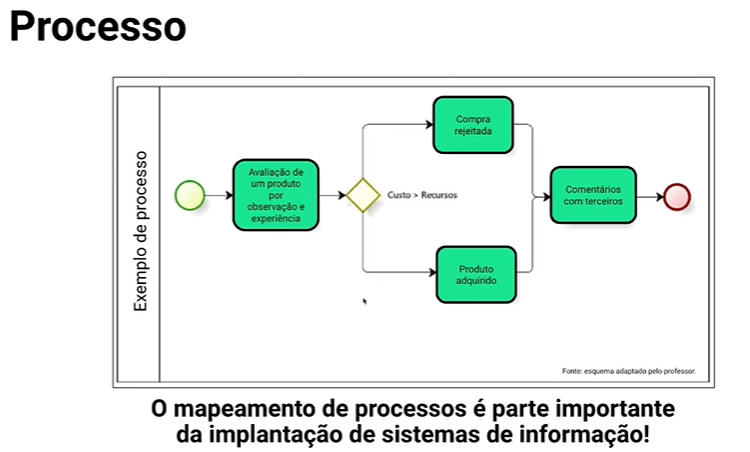 Processo
Exemplo de processo
Avaliação de
um produto
por
observação e
experiência
Custo > Recursos
Compra
rejeitada
Produto
adquirido
Comentários
com terceiros
Fonte: esquema adaptado pelo professor.
O mapeamento de processos é parte importante
da implantação de sistemas de informação!